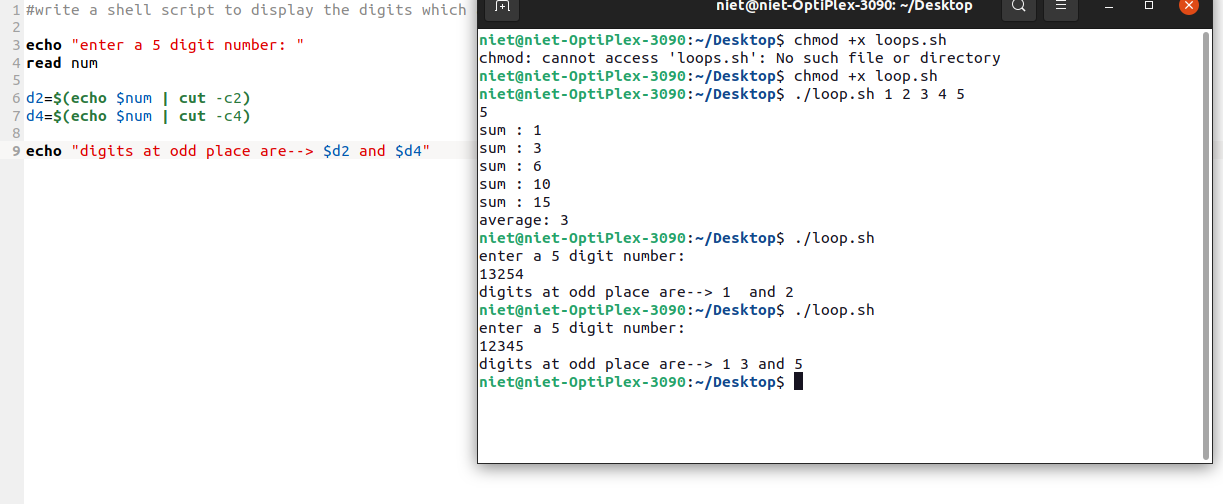 1 #write a shell script to display the digits which
2
3 echo "enter a 5 digit number: "
4 read num
5
6 d2=$(echo $num | cut -c2)
7 d4=$(echo $num | cut -c4)
8
9 echo "digits at odd place are--> $d2 and $d4"
niet@niet-OptiPlex-3090: ~/Desktop
niet@niet-OptiPlex-3090:~/Desktop$ chmod +x loops.sh
chmod: cannot access 'loops.sh': No such file or directory
niet@niet-OptiPlex-3090:~/Desktop$ chmod +x loop.sh
niet@niet-OptiPlex-3090:~/Desktop$ ./loop.sh 1 2 3 4 5
5
sum : 1
sum : 3
sum : 6
sum : 10
sum : 15
average: 3
niet@niet-OptiPlex-3090:~/Desktop$ ./loop.sh
enter a 5 digit number:
13254
digits at odd place are--> 1  and 2
niet@niet-OptiPlex-3090:~/Desktop$ ./loop.sh
enter a 5 digit number:
12345
digits at odd place are--> 1 3 and 5
niet@niet-OptiPlex-3090:~/Desktop$